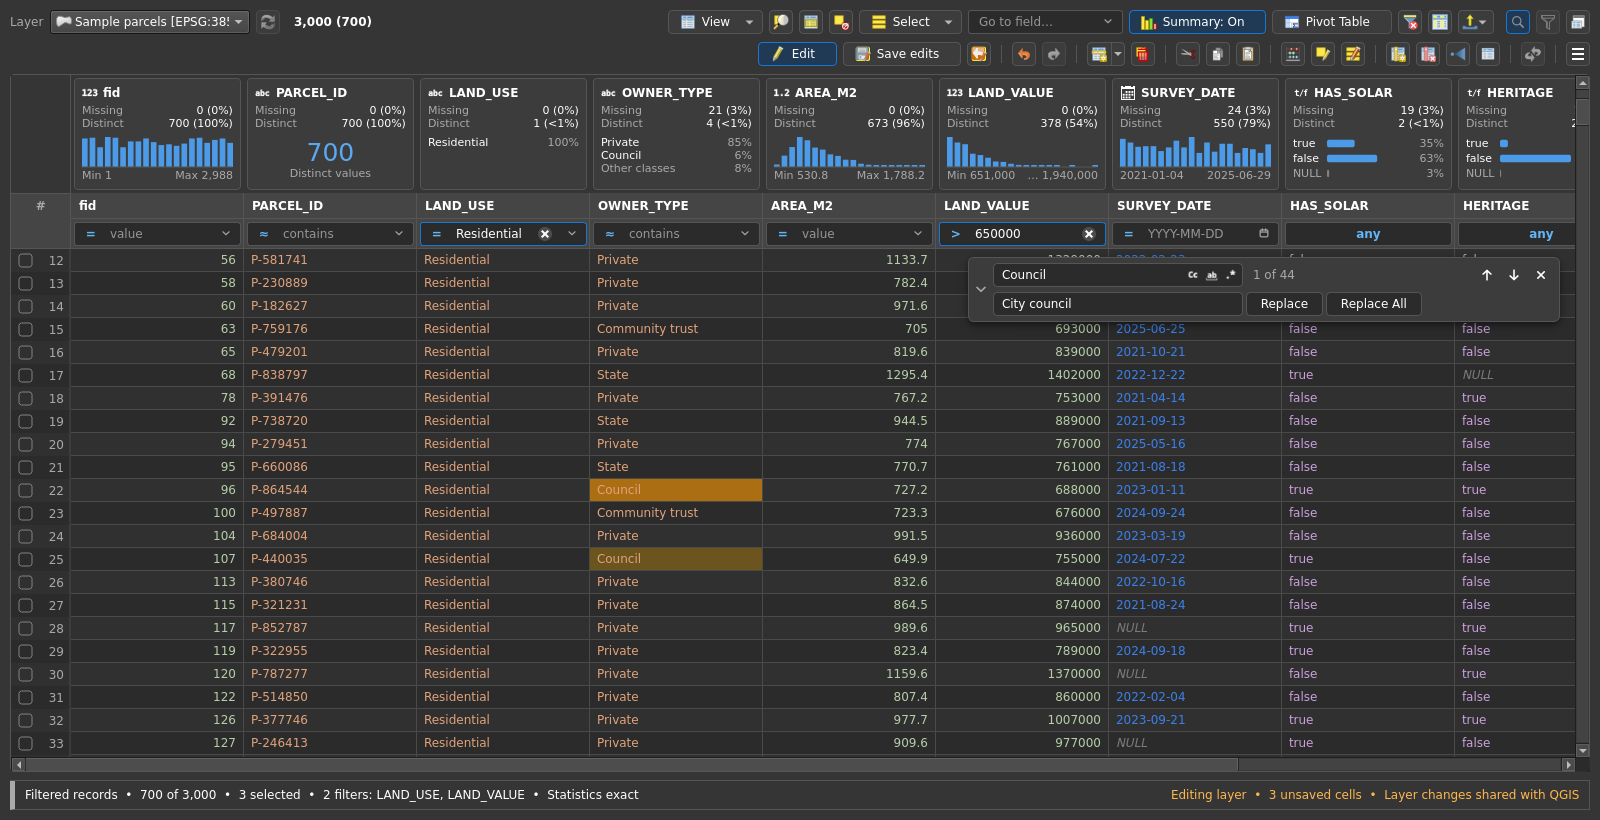 Layer Sample parcels [EPSG:385 3,000 (700) View Select Go to field... Summary: On Pivot Table
Edit Save edits
123 fid abc PARCEL_ID abc LAND_USE abc OWNER_TYPE 1.2 AREA_M2 123 LAND_VALUE SURVEY_DATE t/f HAS_SOLAR t/f HERITAGE
Missing 0 (0%) Missing 0 (0%) Missing 0 (0%) Missing 21 (3%) Missing 0 (0%) Missing 0 (0%) Missing 24 (3%) Missing 19 (3%) Missing
Distinct 700 (100%) Distinct 700 (100%) Distinct 1 (<1%) Distinct 4 (<1%) Distinct 673 (96%) Distinct 378 (54%) Distinct 550 (79%) Distinct 2 (<1%) Distinct
700 Residential 100% Private 85% true 35% true
Council 6% false 63% false
Distinct values Other classes 8% NULL 3% NULL
Min 1 Max 2,988 Min 530.8 Max 1,788.2 Min 651,000 ... 1,940,000 2021-01-04 2025-06-29
# fid PARCEL_ID LAND_USE OWNER_TYPE AREA_M2 LAND_VALUE SURVEY_DATE HAS_SOLAR HERITAGE
= value ≈ contains = Residential ≈ contains = value > 650000 = YYYY-MM-DD any any
12 56 P-581741 Residential Private 1133.7
Council Cc ab .* 1 of 44
13 58 P-230889 Residential Private 782.4
City council Replace Replace All
14 60 P-182627 Residential Private 971.6
15 63 P-759176 Residential Community trust 705 693000 2025-06-25 false false
16 65 P-479201 Residential Private 819.6 839000 2021-10-21 false false
17 68 P-838797 Residential State 1295.4 1402000 2022-12-22 true NULL
18 78 P-391476 Residential Private 767.2 753000 2021-04-14 false true
19 92 P-738720 Residential State 944.5 889000 2021-09-13 false false
20 94 P-279451 Residential Private 774 767000 2025-05-16 false false
21 95 P-660086 Residential State 770.7 761000 2021-08-18 false false
22 96 P-864544 Residential Council 727.2 688000 2023-01-11 true true
23 100 P-497887 Residential Community trust 723.3 676000 2024-09-24 false false
24 104 P-684004 Residential Private 991.5 936000 2023-03-19 false false
25 107 P-440035 Residential Council 649.9 755000 2024-07-22 true false
26 113 P-380746 Residential Private 832.6 844000 2022-10-16 false false
27 115 P-321231 Residential Private 864.5 874000 2021-08-24 false false
28 117 P-852787 Residential Private 989.6 965000 NULL true true
29 119 P-322955 Residential Private 823.4 789000 2024-09-18 true false
30 120 P-787277 Residential Private 1159.6 1370000 NULL false true
31 122 P-514850 Residential Private 807.4 860000 2022-02-04 false false
32 126 P-377746 Residential Private 977.7 1007000 2023-09-21 true true
33 127 P-246413 Residential Private 909.6 977000 NULL true false
Filtered records • 700 of 3,000 • 3 selected • 2 filters: LAND_USE, LAND_VALUE • Statistics exact Editing layer • 3 unsaved cells • Layer changes shared with QGIS